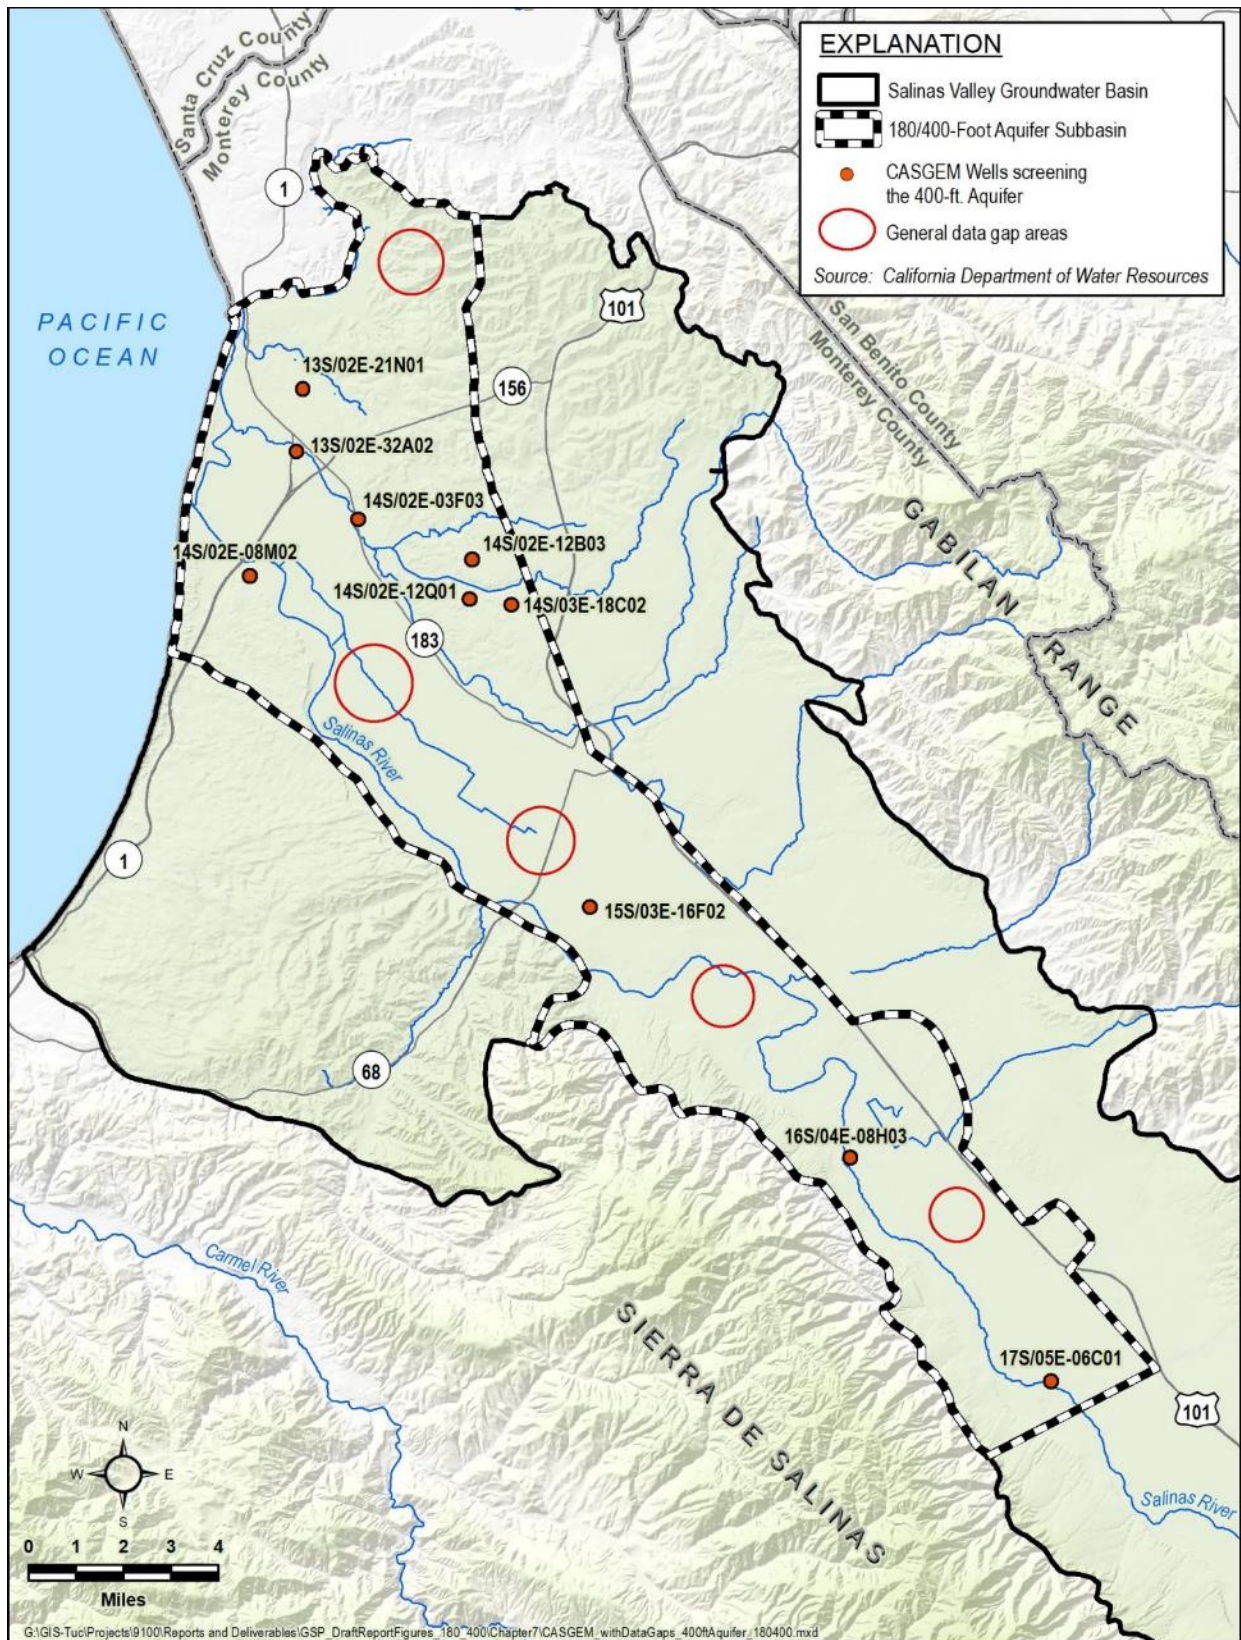 EXPLANATION
Salinas Valley Groundwater Basin
180/400-Foot Aquifer Subbasin
CASGEM Wells screening
the 400-ft. Aquifer
General data gap areas
Source: California Department of Water Resources
Santa Cruz County
Monterey County
1
PACIFIC
OCEAN
101
San Benito County
Monterey County
13S/02E-21N01
156
13S/02E-32A02
14S/02E-03F03
GABILAN
RANGE
14S/02E-12B03
14S/02E-08M02
14S/02E-12Q01
14S/03E-18C02
183
Salinas River
1
15S/03E-16F02
68
16S/04E-08H03
Carmel River
SIERRA DE SALINAS
17S/05E-06C01
101
Salinas River
N
W
E
S
0 1 2 3 4
Miles
G:\GIS-Tuc\Projects\9100\Reports and Deliverables\GSP_DraftReportFigures_180_400\Chapter7\CASGEM_withDataGaps_400ftAquifer_180400.mxd